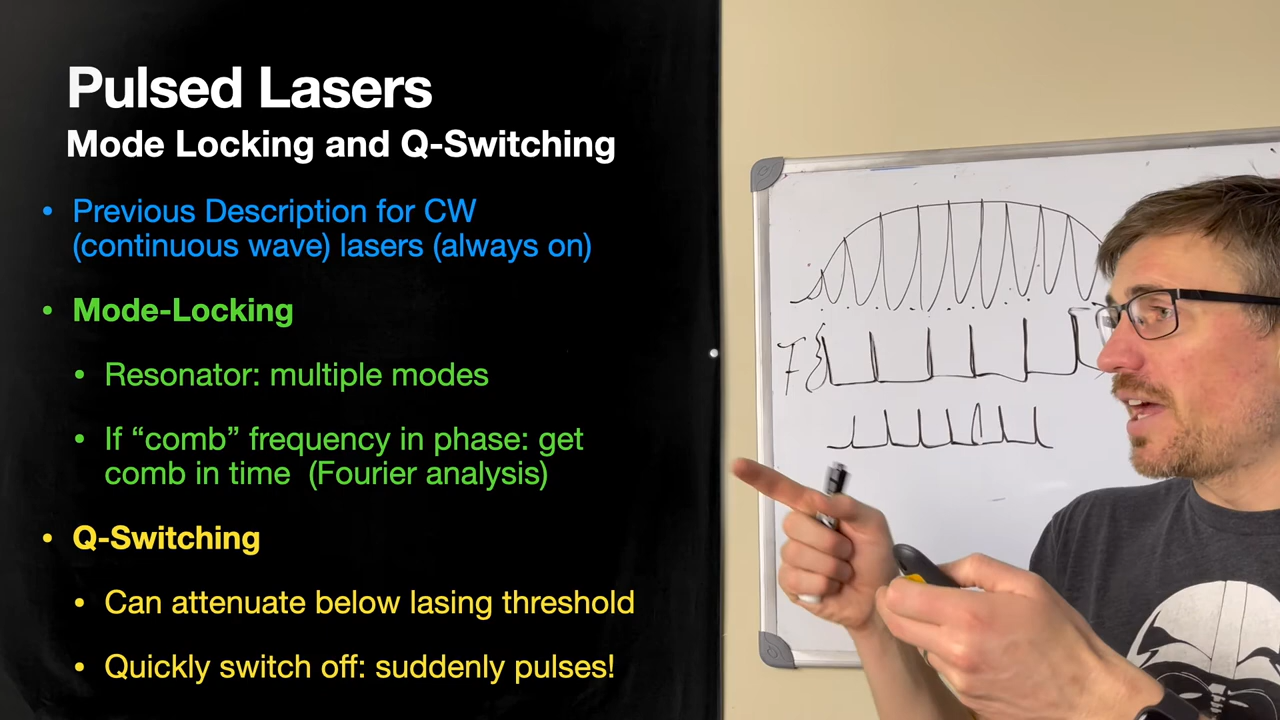 Pulsed Lasers
Mode Locking and Q-Switching
• Previous Description for CW
(continuous wave) lasers (always on)
• Mode-Locking
• Resonator: multiple modes
• If “comb” frequency in phase: get
comb in time (Fourier analysis)
• Q-Switching
• Can attenuate below lasing threshold
• Quickly switch off: suddenly pulses!
F{